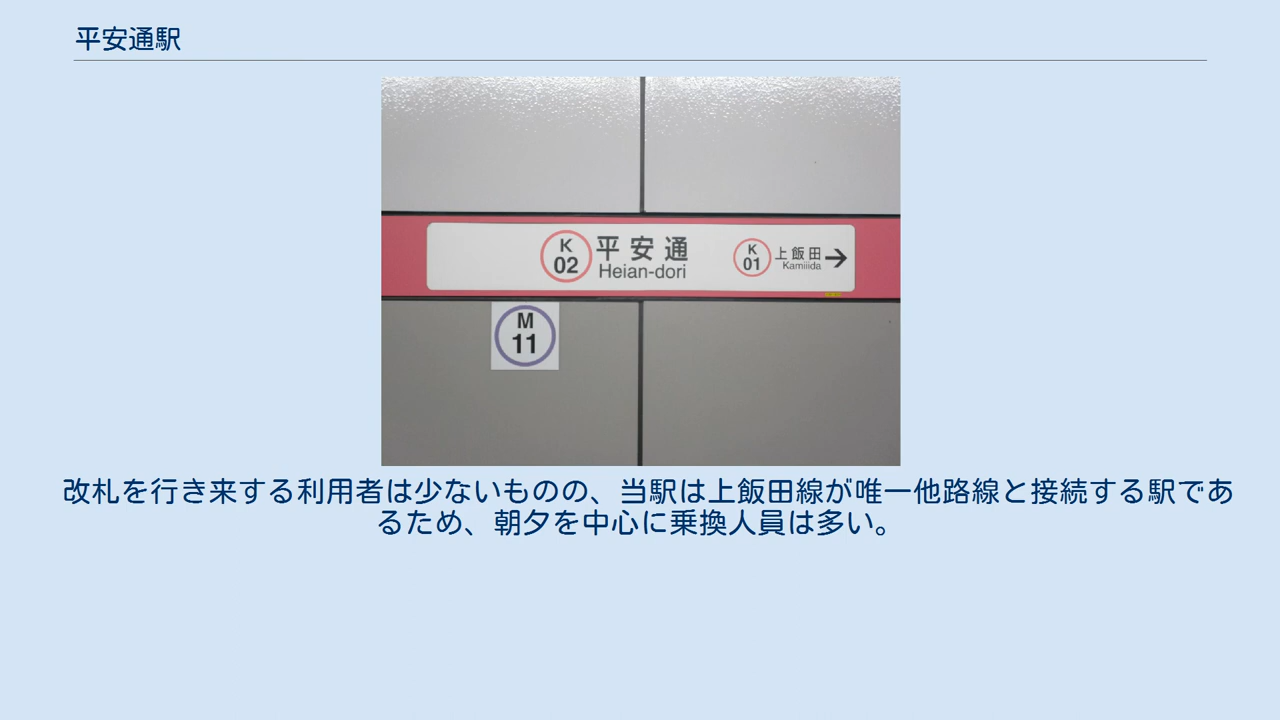 平安通駅
K
02
平安通
Heian-dori
K
01
上飯田
Kamiiida
M
11
改札を行き来する利用者は少ないものの、当駅は上飯田線が唯一他路線と接続する駅であ
るため、朝夕を中心に乗換人員は多い。